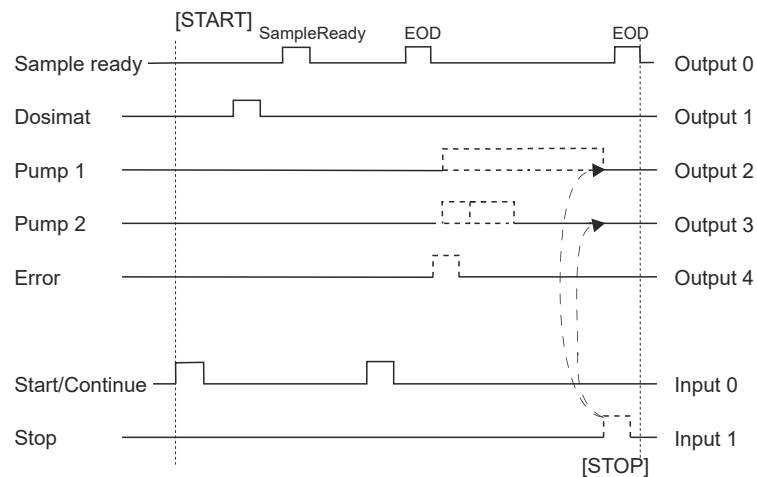 [START]
SampleReady EOD EOD
Sample ready Output 0
Dosimat Output 1
Pump 1 Output 2
Pump 2 Output 3
Error Output 4
Start/Continue Input 0
Stop Input 1
[STOP]